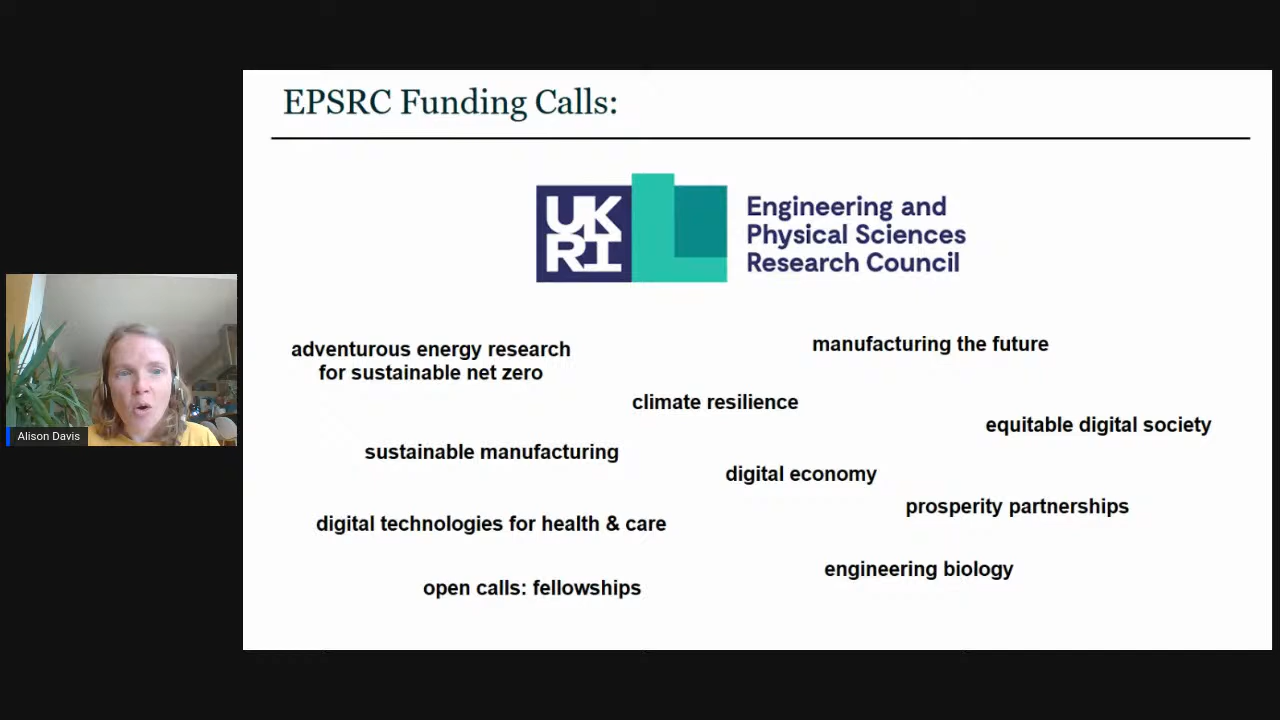 EPSRC Funding Calls:
UK
RI
Engineering and
Physical Sciences
Research Council
adventurous energy research
for sustainable net zero
manufacturing the future
climate resilience
equitable digital society
sustainable manufacturing
digital economy
prosperity partnerships
digital technologies for health & care
engineering biology
open calls: fellowships
Alison Davis